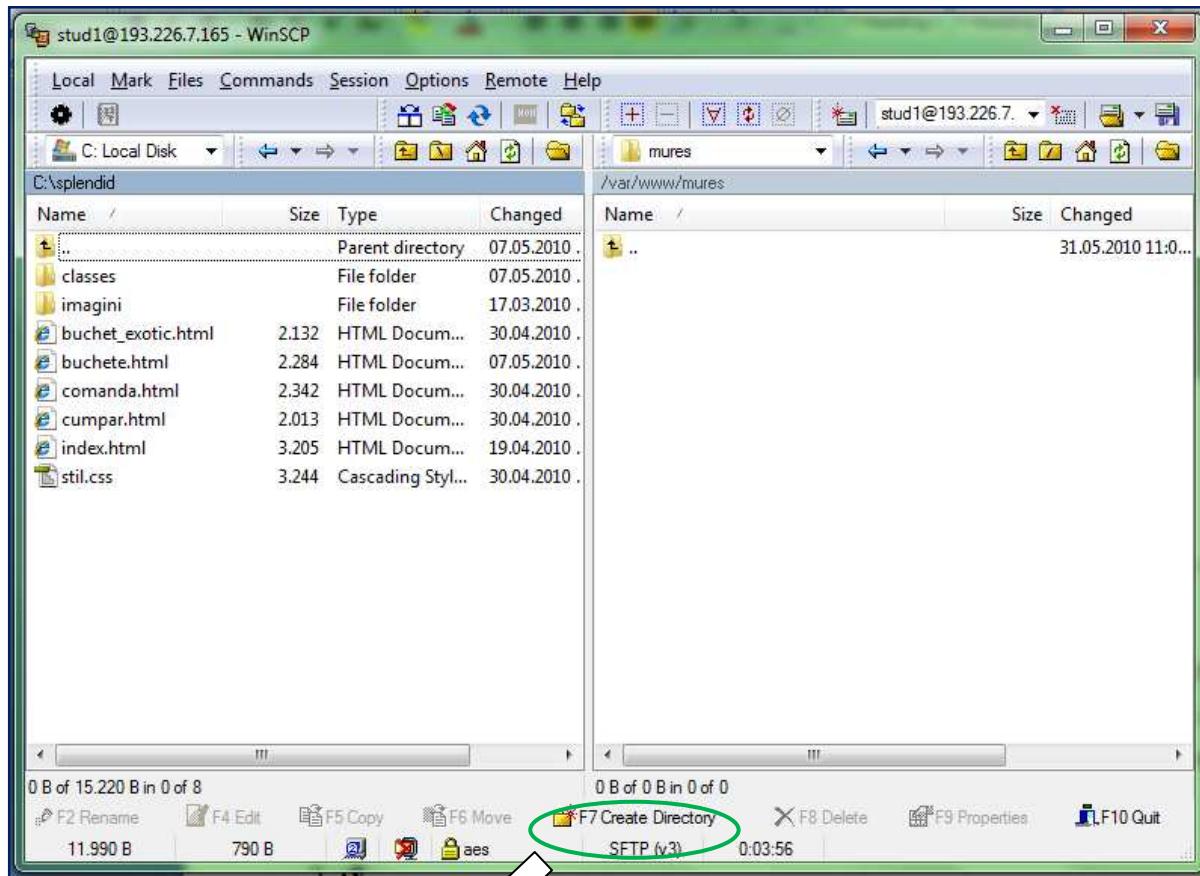 stud1@193.226.7.165 - WinSCP
Local Mark Files Commands Session Options Remote Help
stud1@193.226.7.
C: Local Disk mures
C:\splendid /var/www/mures
Name Size Type Changed Name Size Changed
.. Parent directory 07.05.2010 . .. 31.05.2010 11:0...
classes File folder 07.05.2010 .
imagini File folder 17.03.2010 .
buchet_exotic.html 2.132 HTML Docum... 30.04.2010 .
buchete.html 2.284 HTML Docum... 07.05.2010 .
comanda.html 2.342 HTML Docum... 30.04.2010 .
cumpar.html 2.013 HTML Docum... 30.04.2010 .
index.html 3.205 HTML Docum... 19.04.2010 .
stil.css 3.244 Cascading Styl... 30.04.2010 .
0 B of 15.220 B in 0 of 8 0 B of 0 B in 0 of 0
F2 Rename F4 Edit F5 Copy F6 Move F7 Create Directory F8 Delete F9 Properties F10 Quit
11.990 B 790 B aes SFTP (v3) 0:03:56